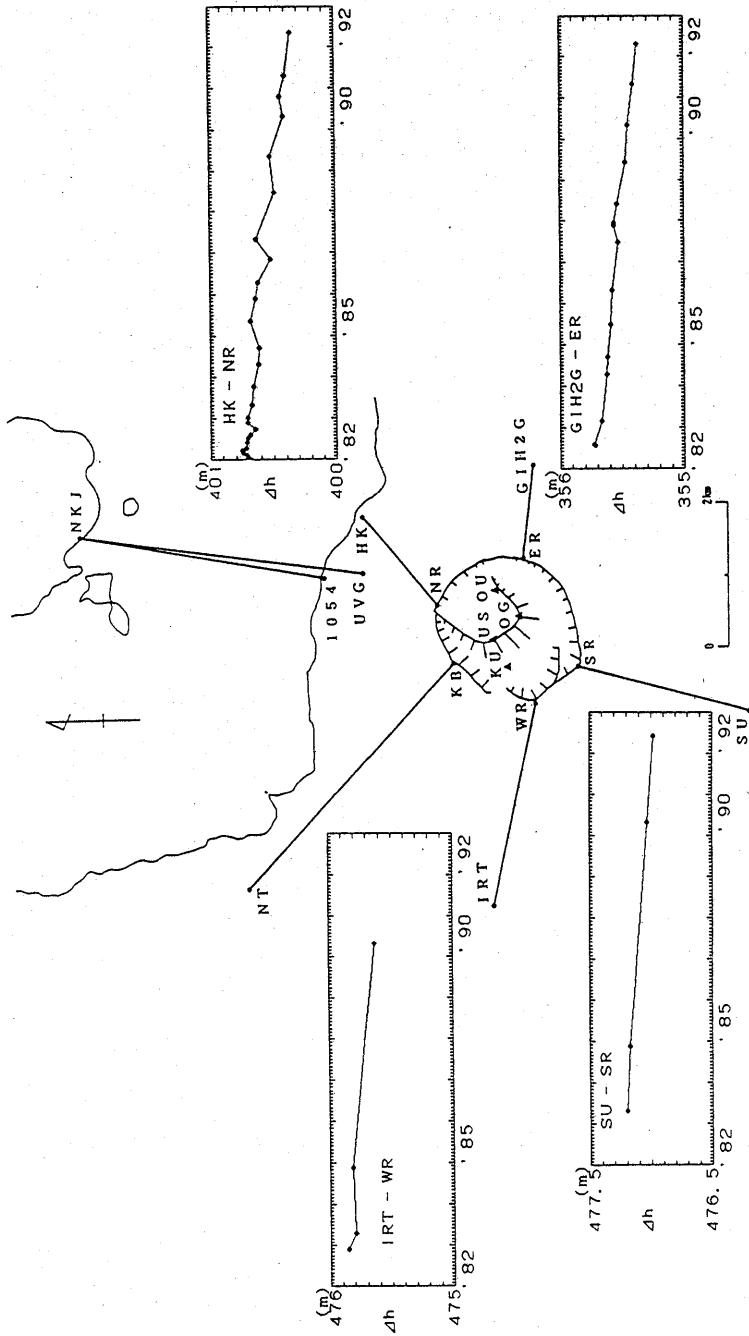 (m)
401
Δh
400
HK-NR
'82
'85
'90
'92
NKJ
1054
UVG
HK
NT
KB
NR
USOU
KU
OG
ER
GIH2G
IRT
WR
SR
SU
0
2km
(m)
476
Δh
475
IRT-WR
'82
'85
'90
'92
(m)
356
Δh
355
GIH2G-ER
'82
'85
'90
'92
(m)
477.5
Δh
476.5
SU-SR
'82
'85
'90
'92